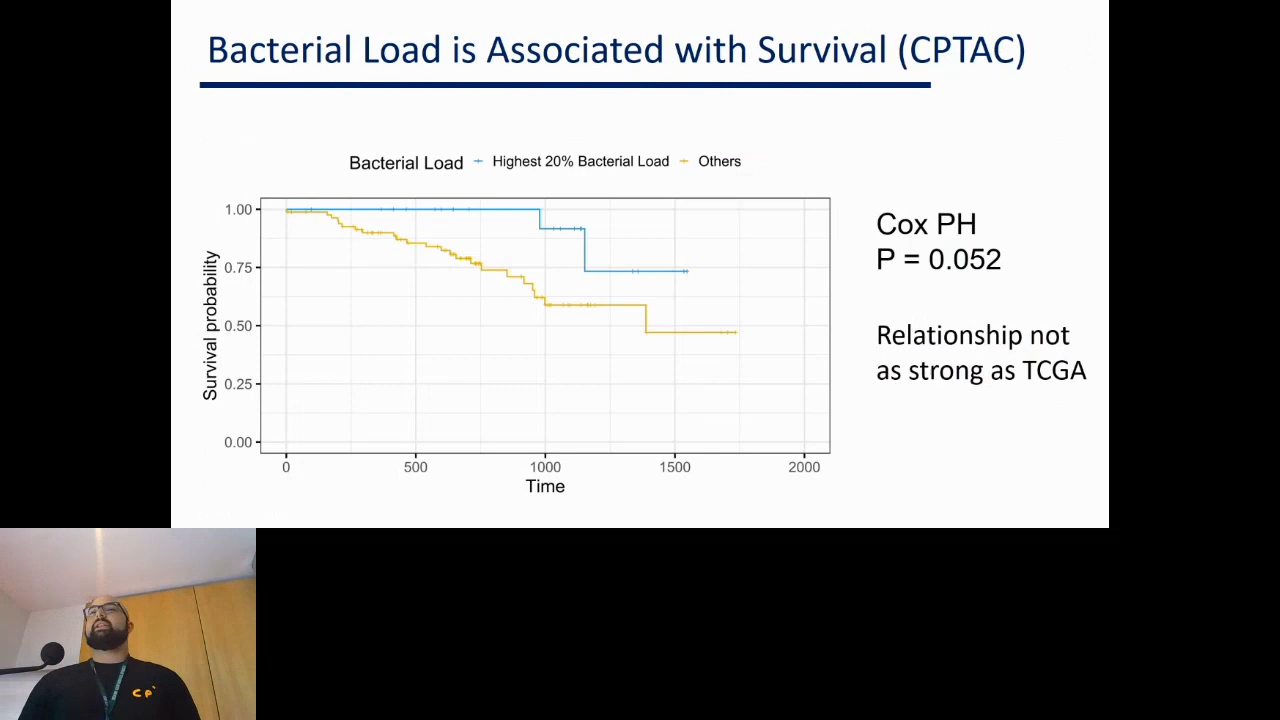 Bacterial Load is Associated with Survival (CPTAC)
Bacterial Load Highest 20% Bacterial Load Others
Survival probability
1.00
0.75
0.50
0.25
0.00
0 500 1000 1500 2000
Time
Cox PH
P = 0.052
Relationship not
as strong as TCGA